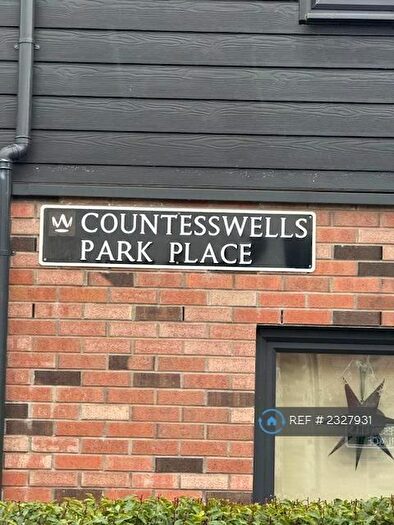 COUNTESSWELLS
PARK PLACE
REF # 2327931